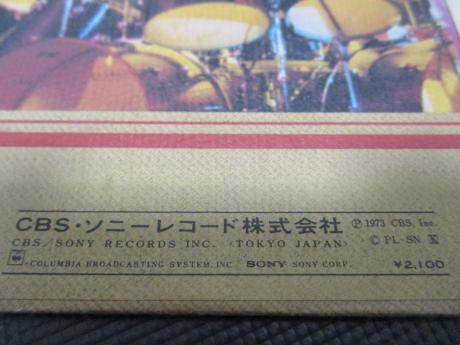 CBS・ソニーレコード株式会社 Ⓟ 1973 CBS, Inc.
CBS/SONY RECORDS INC. 〈TOKYO JAPAN〉 © PL·SN
COLUMBIA BROADCASTING SYSTEM, INC. SONY SONY CORP. ¥2,100